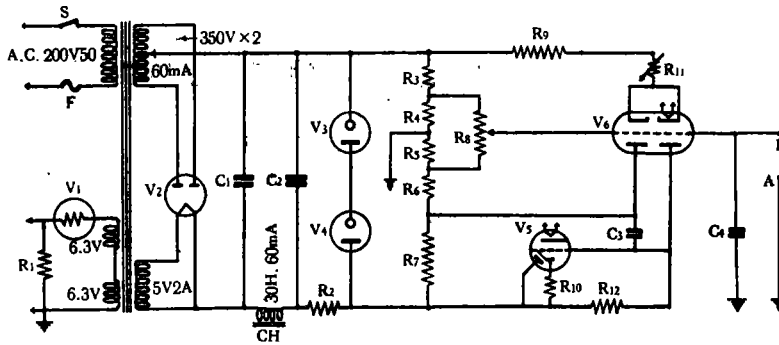 S
350V×2
A.C. 200V50
60mA
F
R9
R11
R3
R4
R5
R6
R7
R8
V3
V6
V1
V2
C1
C2
V4
V5
C3
C4
A
6.3V
R1
6.3V
5V2A
30H. 60mA
CH
R2
R10
R12